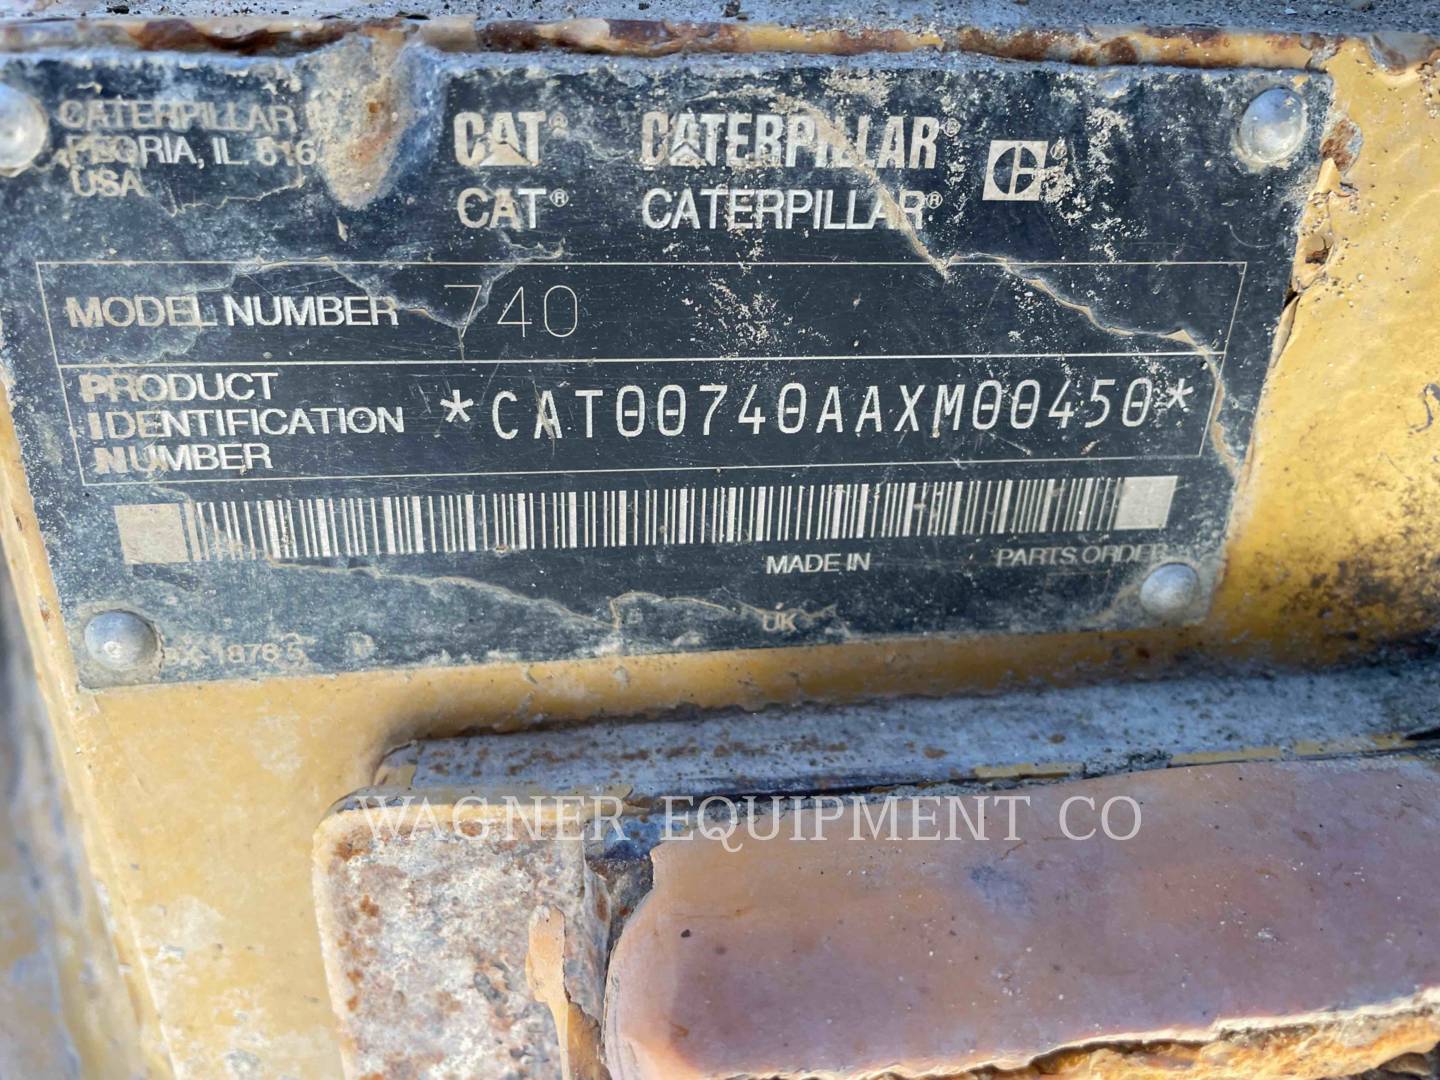 CATERPILLAR
PEORIA, IL.
USA
CAT® CATERPILLAR®
CAT® CATERPILLAR®
MODEL NUMBER 740
PRODUCT
IDENTIFICATION
NUMBER
*CAT00740AAXM00450*
MADE IN PARTS ORDER
UK
WAGNER EQUIPMENT CO